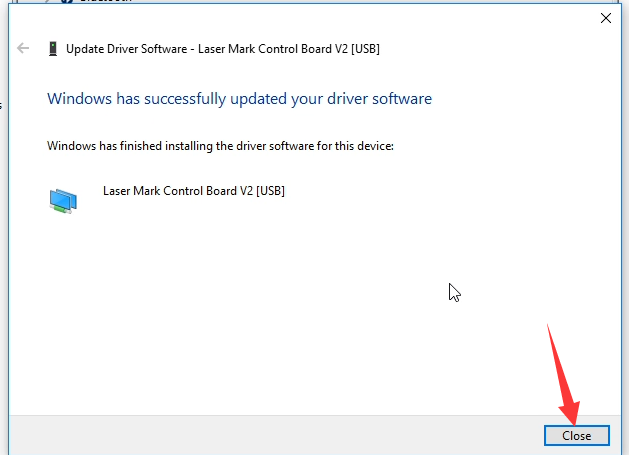 Update Driver Software - Laser Mark Control Board V2 [USB]
Windows has successfully updated your driver software
Windows has finished installing the driver software for this device:
Laser Mark Control Board V2 [USB]
Close